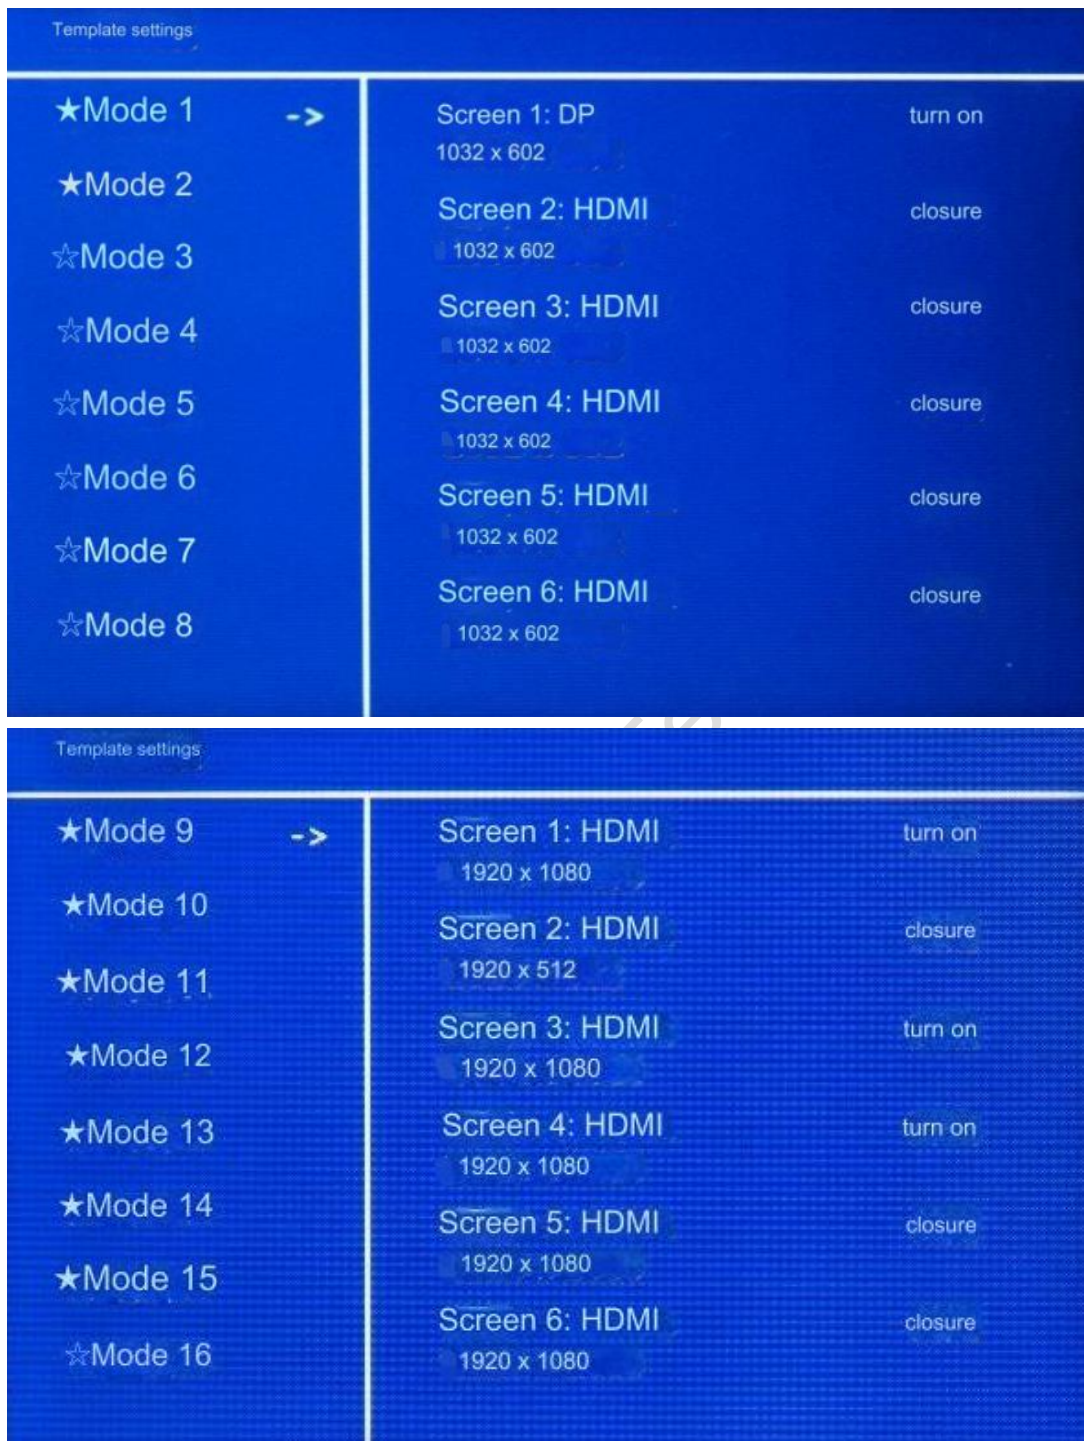 Template settings
★Mode 1 -> Screen 1: DP turn on
1032 x 602
★Mode 2
Screen 2: HDMI closure
1032 x 602
☆Mode 3
Screen 3: HDMI closure
☆Mode 4
1032 x 602
☆Mode 5
Screen 4: HDMI closure
1032 x 602
☆Mode 6
Screen 5: HDMI closure
1032 x 602
☆Mode 7
Screen 6: HDMI closure
☆Mode 8
1032 x 602
Template settings
★Mode 9 -> Screen 1: HDMI turn on
1920 x 1080
★Mode 10
Screen 2: HDMI closure
1920 x 512
★Mode 11
Screen 3: HDMI turn on
★Mode 12
1920 x 1080
★Mode 13
Screen 4: HDMI turn on
1920 x 1080
★Mode 14
Screen 5: HDMI closure
1920 x 1080
★Mode 15
Screen 6: HDMI closure
☆Mode 16
1920 x 1080